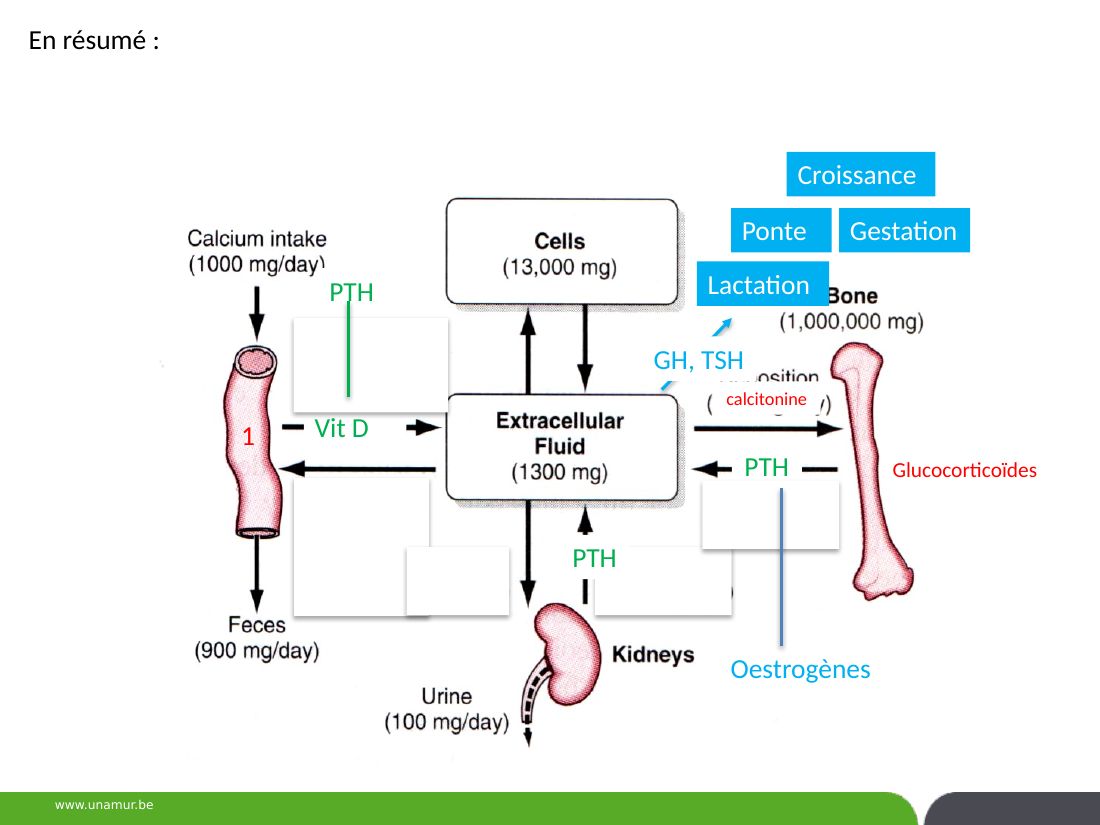 En résumé :
Croissance
Ponte
Gestation
Lactation
Calcium intake
(1000 mg/day)
Cells
(13,000 mg)
Bone
(1,000,000 mg)
PTH
GH, TSH
calcitonine
Vit D
1
Extracellular
Fluid
(1300 mg)
PTH
Glucocorticoïdes
PTH
Feces
(900 mg/day)
Kidneys
Oestrogènes
Urine
(100 mg/day)
www.unamur.be